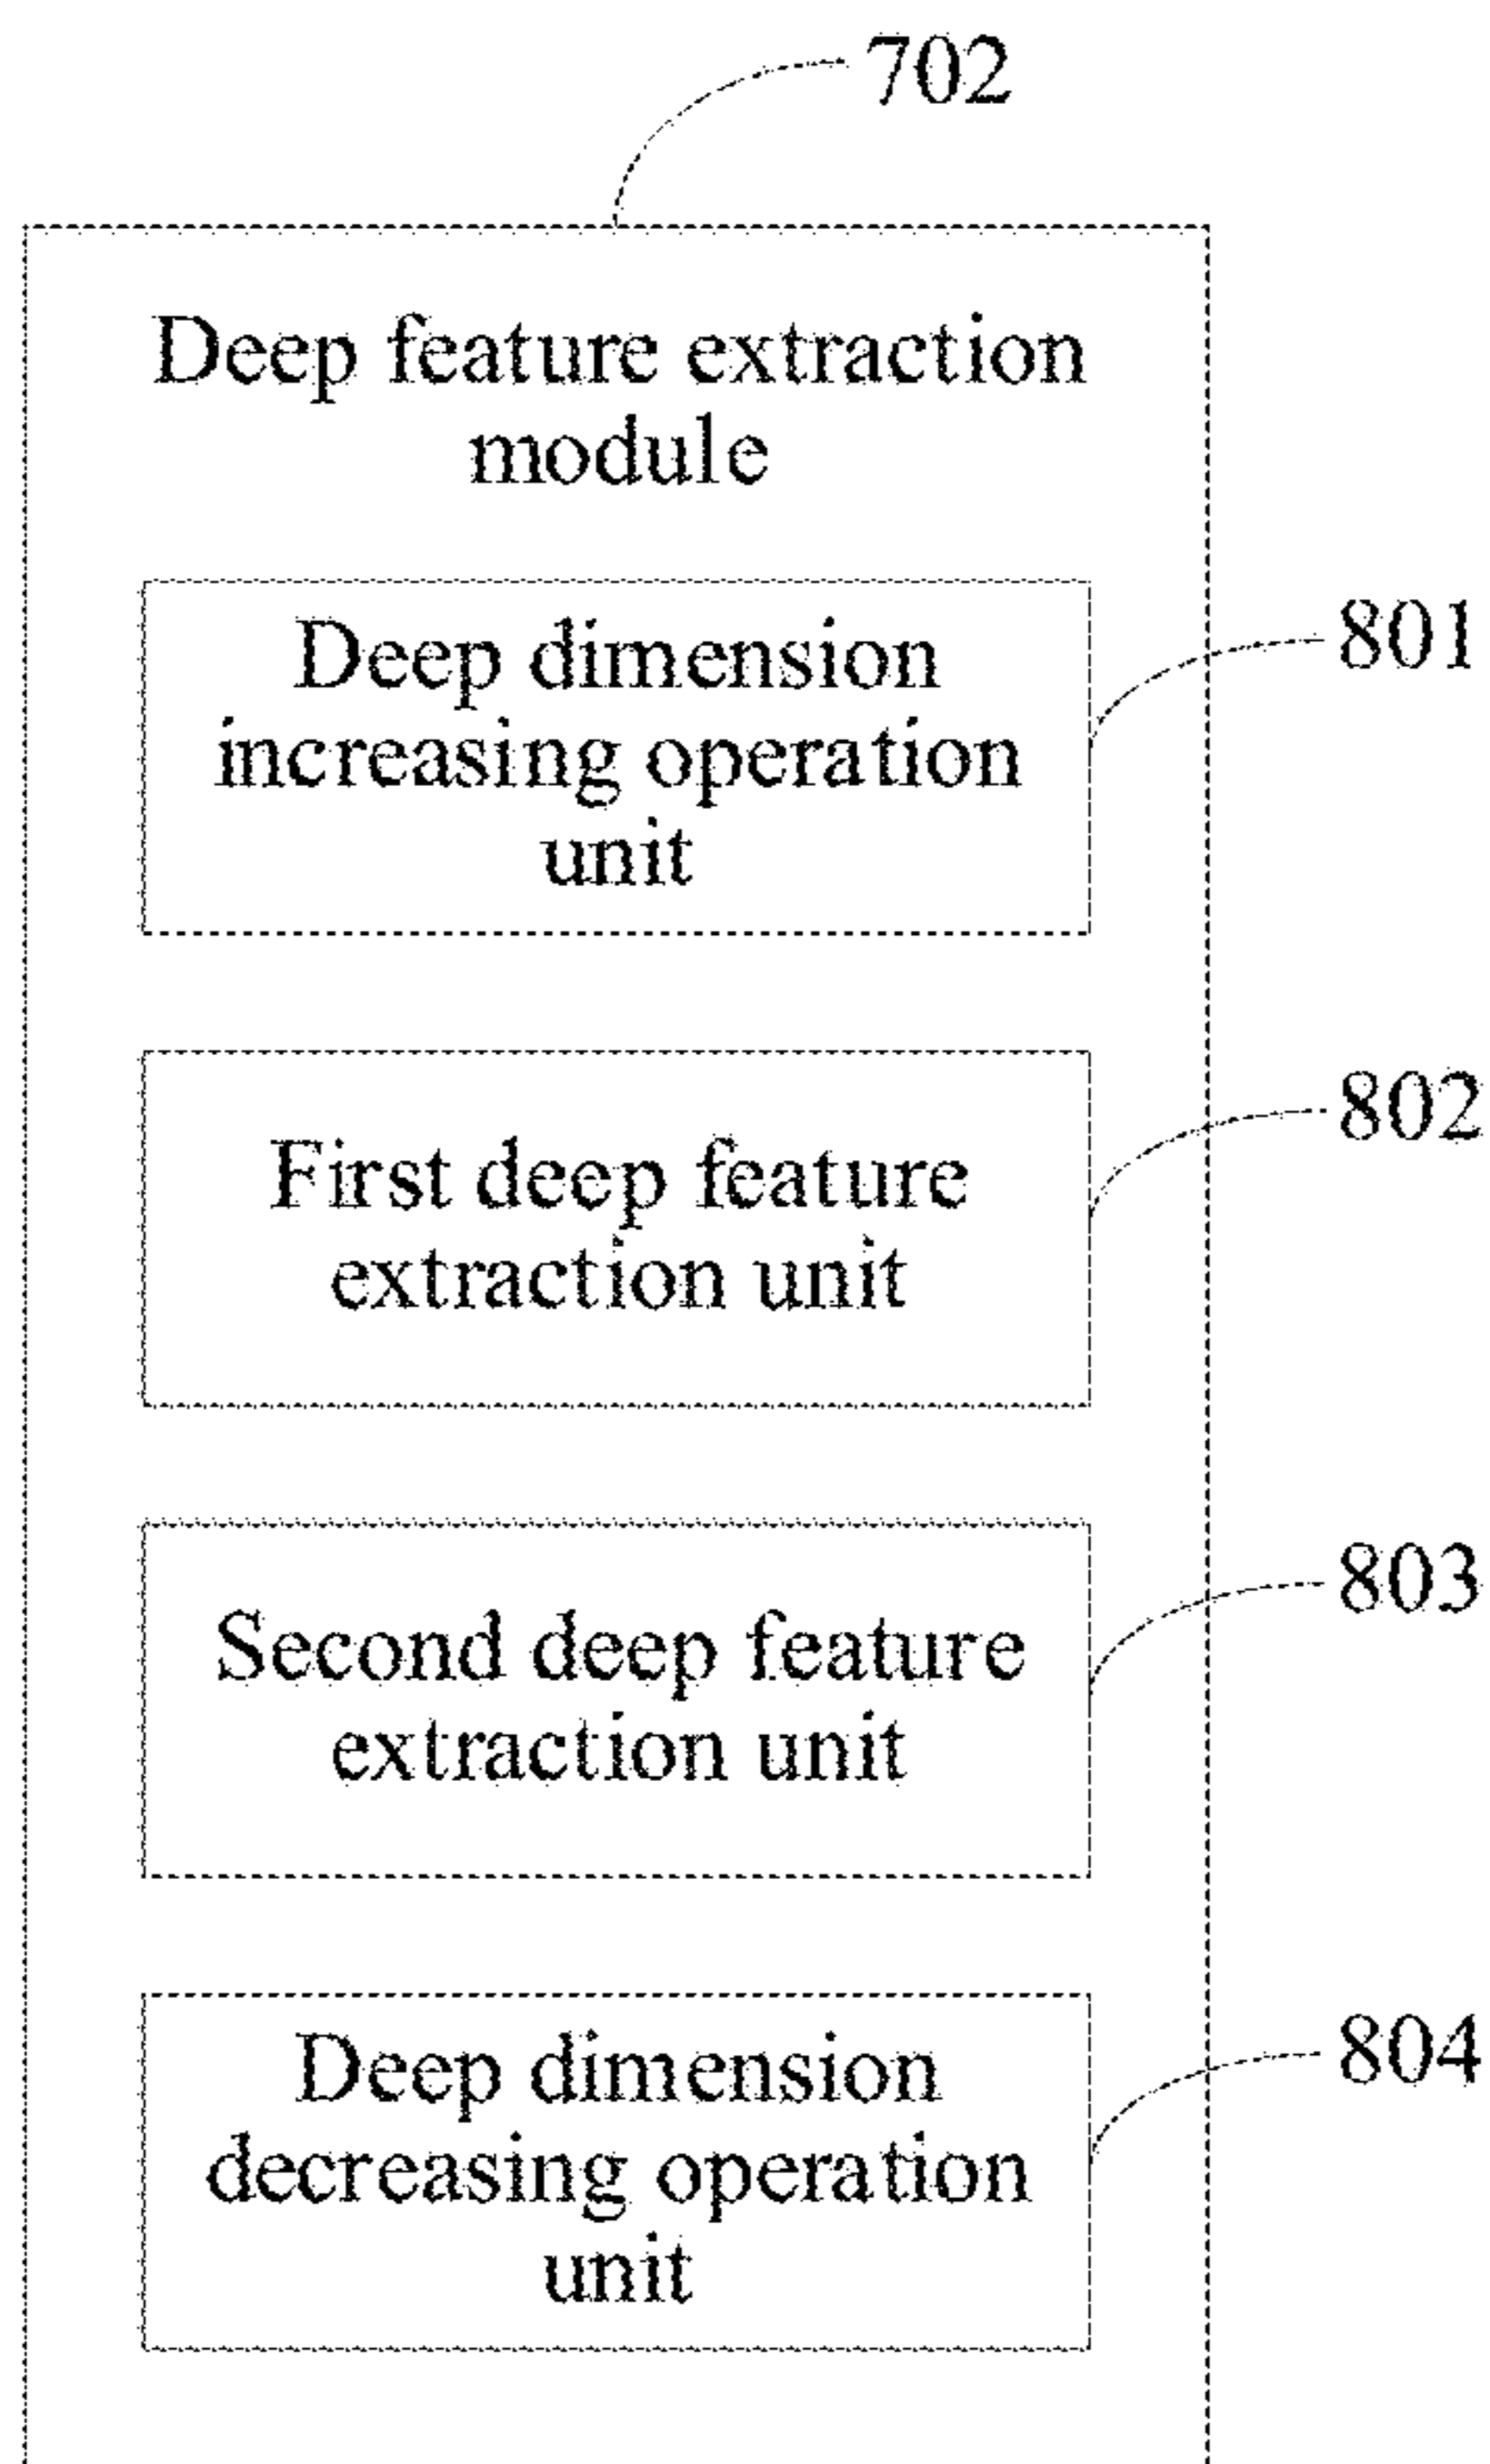 702
Deep feature extraction
module
Deep dimension
increasing operation
unit
801
First deep feature
extraction unit
802
Second deep feature
extraction unit
803
Deep dimension
decreasing operation
unit
804